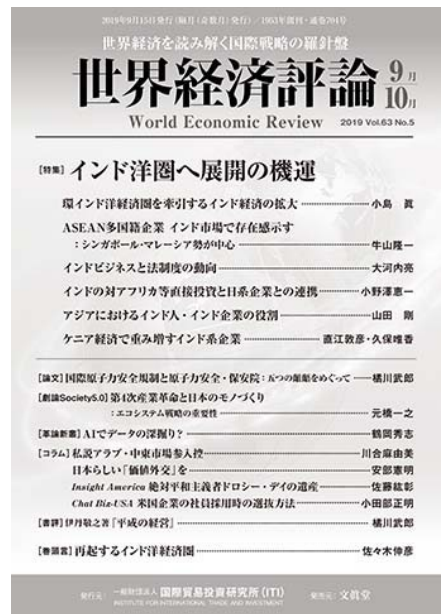 2019年9月15日発行(隔月(奇数月)発行)/1953年創刊・通巻704号
世界経済を読み解く国際戦略の羅針盤
世界経済評論 9月10月
World Economic Review 2019 Vol.63 No.5
[特集] インド洋圏へ展開の機運
環インド洋経済圏を牽引するインド経済の拡大 小島 眞
ASEAN多国籍企業 インド市場で存在感示す
:シンガポール・マレーシア勢が中心 牛山隆一
インドビジネスと法制度の動向 大河内亮
インドの対アフリカ等直接投資と日系企業との連携 小野澤恵一
アジアにおけるインド人・インド企業の役割 山田 剛
ケニア経済で重み増すインド系企業 直江敦彦・久保唯香
[論文] 国際原子力安全規制と原子力安全・保安院:五つの齟齬をめぐって 橘川武郎
[劇論Society5.0] 第4次産業革命と日本のモノづくり
:エコシステム戦略の重要性 元橋一之
[革論新書] AIでデータの深掘り? 鶴岡秀志
[コラム] 私説アラブ・中東市場参入控 川合麻由美
日本らしい「価値外交」を 安部憲明
Insight America 絶対平和主義者ドロシー・デイの遺産 佐藤紘彰
Chat Biz-USA 米国企業の社員採用時の選抜方法 小田部正明
[書評] 伊丹敬之著『平成の経営』 橘川武郎
[巻頭言] 再起するインド洋経済圏 佐々木伸彦
発行元: 一般財団法人 国際貿易投資研究所(ITI) 発売元: 文眞堂
INSTITUTE FOR INTERNATIONAL TRADE AND INVESTMENT